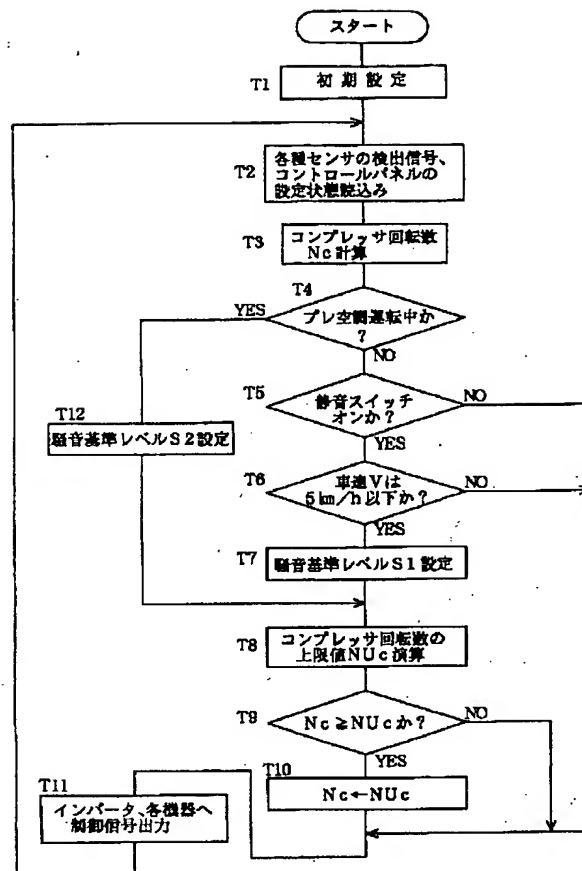 スタート
T1
初期設定
T2
各種センサの検出信号、
コントロールパネルの
設定状態読込み
T3
コンプレッサ回転数
Nc計算
T4
YES
プレ空調運転中か
?
NO
T5
静音スイッチ
オンか?
NO
YES
T12
騒音基準レベルS2設定
T6
車速Vは
5km/h以下か?
NO
YES
T7
騒音基準レベルS1設定
T8
コンプレッサ回転数の
上限値NUc演算
T9
Nc≧NUcか?
NO
YES
T10
Nc←NUc
T11
インバータ、各機器へ
制御信号出力